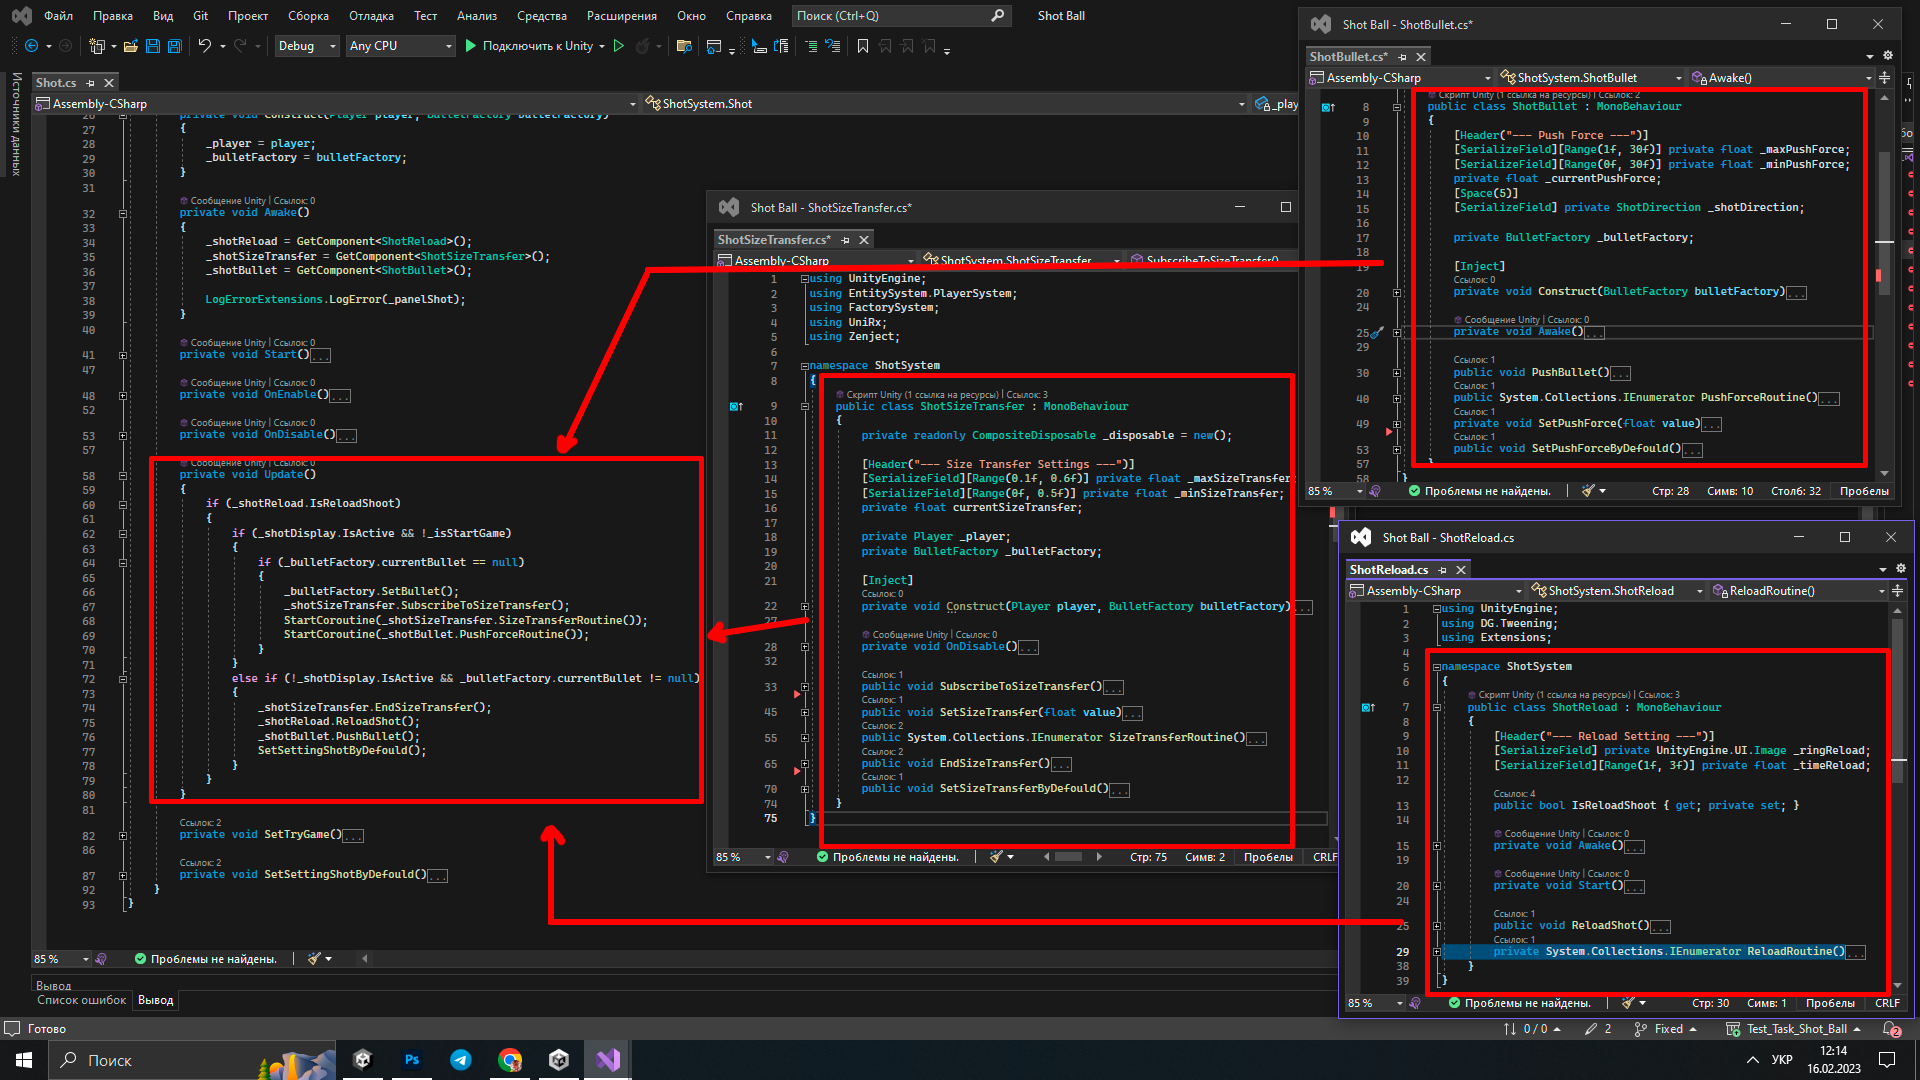 Файл Правка Вид Git Проект Сборка Отладка Тест Анализ Средства Расширения Окно Справка Поиск (Ctrl+Q) Shot Ball
Debug Any CPU Подключить к Unity
Источники данных
Shot.cs
Assembly-CSharp ShotSystem.Shot _play
26 private void Construct(Player player, BulletFactory bulletFactory)
27 {
28 _player = player;
29 _bulletFactory = bulletFactory;
30 }
31
Сообщение Unity | Ссылок: 0
32 private void Awake()
33 {
34 _shotReload = GetComponent<ShotReload>();
35 _shotSizeTransfer = GetComponent<ShotSizeTransfer>();
36 _shotBullet = GetComponent<ShotBullet>();
37
38 LogErrorExtensions.LogError(_panelShot);
39 }
40
Сообщение Unity | Ссылок: 0
41 private void Start()...
47
Сообщение Unity | Ссылок: 0
48 private void OnEnable()...
52
Сообщение Unity | Ссылок: 0
53 private void OnDisable()...
57
Сообщение Unity | Ссылок: 0
58 private void Update()
59 {
60 if (_shotReload.IsReloadShoot)
61 {
62 if (_shotDisplay.IsActive && !_isStartGame)
63 {
64 if (_bulletFactory.currentBullet == null)
65 {
66 _bulletFactory.SetBullet();
67 _shotSizeTransfer.SubscribeToSizeTransfer();
68 StartCoroutine(_shotSizeTransfer.SizeTransferRoutine());
69 StartCoroutine(_shotBullet.PushForceRoutine());
70 }
71 }
72 else if (!_shotDisplay.IsActive && _bulletFactory.currentBullet != null)
73 {
74 _shotSizeTransfer.EndSizeTransfer();
75 _shotReload.ReloadShot();
76 _shotBullet.PushBullet();
77 SetSettingShotByDefould();
78 }
79 }
80 }
81
Ссылок: 2
82 private void SetTryGame()...
86
Ссылок: 2
87 private void SetSettingShotByDefould()...
92 }
93 }
85 % Проблемы не найдены.
Вывод
Список ошибок Вывод
Готово
Shot Ball - ShotSizeTransfer.cs*
ShotSizeTransfer.cs*
Assembly-CSharp ShotSystem.ShotSizeTransfer SubscribeToSizeTransfer()
1 using UnityEngine;
2 using EntitySystem.PlayerSystem;
3 using FactorySystem;
4 using UniRx;
5 using Zenject;
6
7 namespace ShotSystem
8 {
Скрипт Unity (1 ссылка на ресурсы) | Ссылок: 3
9 public class ShotSizeTransfer : MonoBehaviour
10 {
11 private readonly CompositeDisposable _disposable = new();
12
13 [Header("--- Size Transfer Settings ---")]
14 [SerializeField][Range(0.1f, 0.6f)] private float _maxSizeTransfer
15 [SerializeField][Range(0f, 0.5f)] private float _minSizeTransfer;
16 private float currentSizeTransfer;
17
18 private Player _player;
19 private BulletFactory _bulletFactory;
20
21 [Inject]
Ссылок: 0
22 private void Construct(Player player, BulletFactory bulletFactory)...
27
Сообщение Unity | Ссылок: 0
28 private void OnDisable()...
32
Ссылок: 1
33 public void SubscribeToSizeTransfer()...
Ссылок: 1
45 public void SetSizeTransfer(float value)...
Ссылок: 2
55 public System.Collections.IEnumerator SizeTransferRoutine()...
Ссылок: 2
65 public void EndSizeTransfer()...
Ссылок: 1
70 public void SetSizeTransferByDefould()...
74 }
75 }
85 % Проблемы не найдены. Стр: 75 Симв: 2 Пробелы CRLF
Shot Ball - ShotBullet.cs*
ShotBullet.cs*
Assembly-CSharp ShotSystem.ShotBullet Awake()
Скрипт Unity (1 ссылка на ресурсы) | Ссылок: 2
8 public class ShotBullet : MonoBehaviour
9 {
10 [Header("--- Push Force ---")]
11 [SerializeField][Range(1f, 30f)] private float _maxPushForce;
12 [SerializeField][Range(0f, 30f)] private float _minPushForce;
13 private float _currentPushForce;
14 [Space(5)]
15 [SerializeField] private ShotDirection _shotDirection;
16
17 private BulletFactory _bulletFactory;
18
19 [Inject]
Ссылок: 0
20 private void Construct(BulletFactory bulletFactory)...
24
Сообщение Unity | Ссылок: 0
25 private void Awake()...
29
Ссылок: 1
30 public void PushBullet()...
Ссылок: 1
40 public System.Collections.IEnumerator PushForceRoutine()...
Ссылок: 1
49 private void SetPushForce(float value)...
Ссылок: 1
53 public void SetPushForceByDefould()...
57 }
58 }
85 % Проблемы не найдены. Стр: 28 Симв: 10 Столб: 32 Пробелы
Shot Ball - ShotReload.cs
ShotReload.cs
Assembly-CSharp ShotSystem.ShotReload ReloadRoutine()
1 using UnityEngine;
2 using DG.Tweening;
3 using Extensions;
4
5 namespace ShotSystem
6 {
Скрипт Unity (1 ссылка на ресурсы) | Ссылок: 3
7 public class ShotReload : MonoBehaviour
8 {
9 [Header("--- Reload Setting ---")]
10 [SerializeField] private UnityEngine.UI.Image _ringReload;
11 [SerializeField][Range(1f, 3f)] private float _timeReload;
12
Ссылок: 4
13 public bool IsReloadShoot { get; private set; }
14
Сообщение Unity | Ссылок: 0
15 private void Awake()...
19
Сообщение Unity | Ссылок: 0
20 private void Start()...
24
Ссылок: 1
25 public void ReloadShot()...
Ссылок: 1
29 private System.Collections.IEnumerator ReloadRoutine()...
38 }
39 }
85 % Проблемы не найдены. Стр: 30 Симв: 1 Пробелы CRLF
0 / 0 2 Fixed Test_Task_Shot_Ball 2
Поиск Ps УКР 12:14
16.02.2023